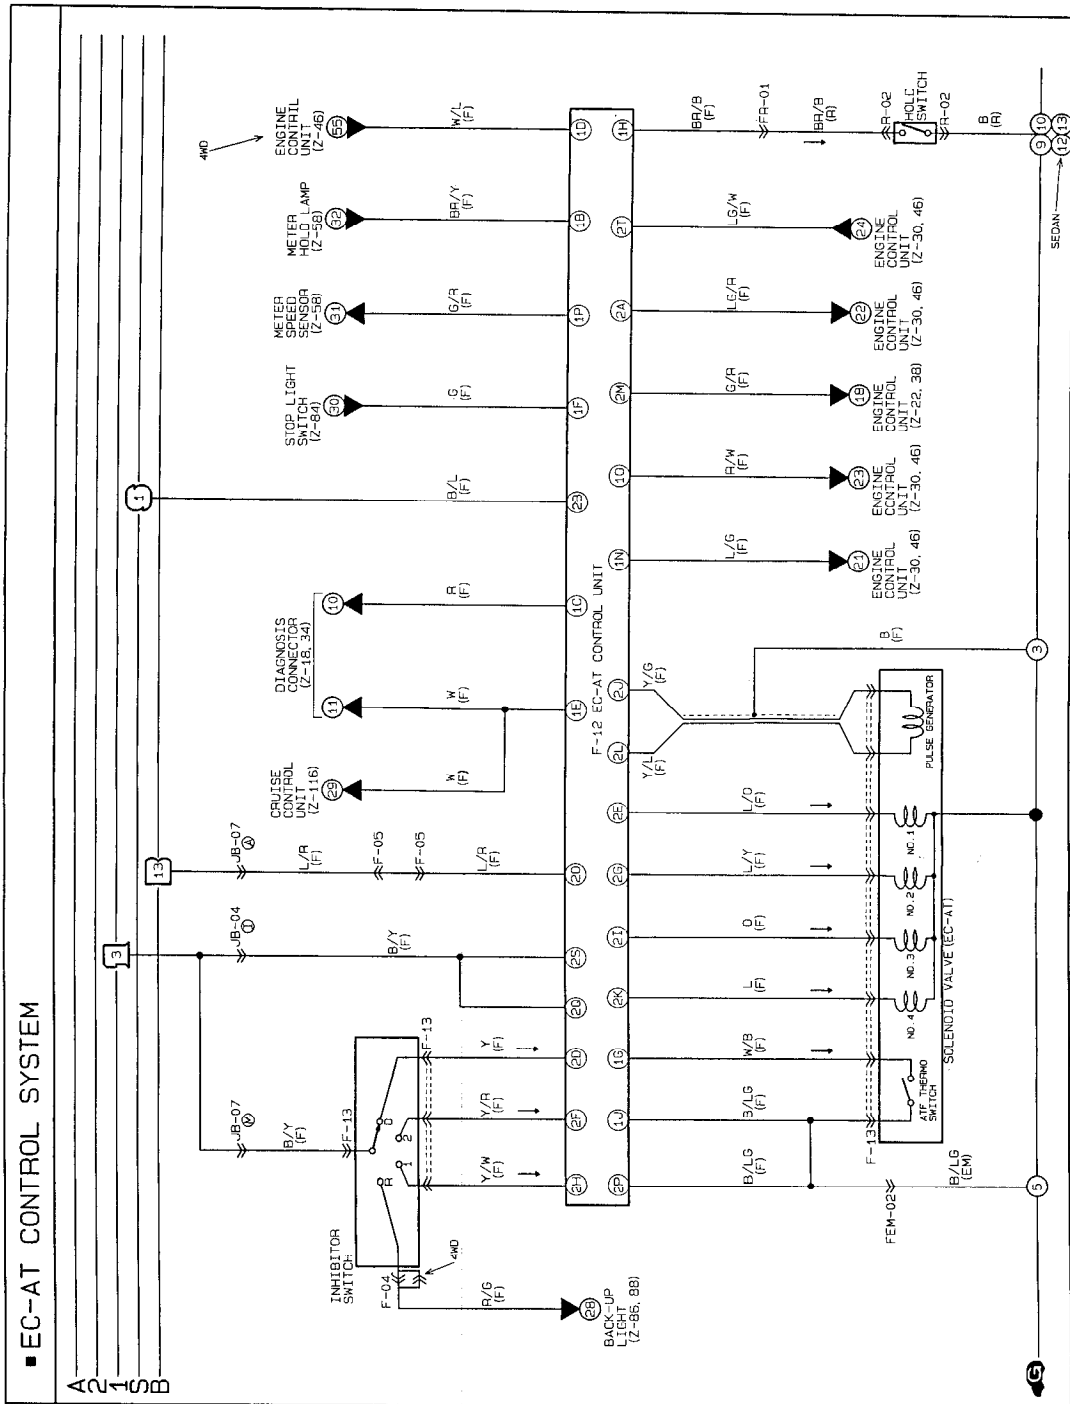 ■ EC-AT CONTROL SYSTEM
A
2
1
S
B
3
13
1
JB-07
M
B/Y
(F)
F-13
INHIBITOR
SWITCH
R
1
2
D
F-04
4WD
R/G
(F)
28
BACK-UP
LIGHT
(Z-86, 88)
F-13
Y/W
(F)
Y/R
(F)
Y
(F)
JB-04
I
B/Y
(F)
JB-07
A
L/R
(F)
F-05
F-05
L/R
(F)
CRUISE
CONTROL
UNIT
(Z-116)
29
W
(F)
DIAGNOSIS
CONNECTOR
(Z-18, 34)
11
10
W
(F)
R
(F)
B/L
(F)
STOP LIGHT
SWITCH
(Z-84)
30
G
(F)
METER
SPEED
SENSOR
(Z-58)
31
G/R
(F)
METER
HOLD LAMP
(Z-58)
32
BR/Y
(F)
4WD
ENGINE
CONTRIL
UNIT
(Z-46)
55
W/L
(F)
2H
2F
2D
2Q
2S
2O
1E
1C
2B
1F
1P
1B
1D
F-12 EC-AT CONTROL UNIT
2P
1J
1G
2K
2I
2G
2E
2L
2J
1N
1O
2M
2A
2T
1H
B/LG
(F)
B/LG
(F)
W/B
(F)
L
(F)
O
(F)
L/Y
(F)
L/O
(F)
Y/L
(F)
Y/G
(F)
B
(F)
L/G
(F)
R/W
(F)
G/R
(F)
LG/R
(F)
LG/W
(F)
BR/B
(F)
FR-01
BR/B
(R)
R-02
HOLC
SWITCH
R-02
B
(R)
21
ENGINE
CONTROL
UNIT
(Z-30, 46)
23
ENGINE
CONTROL
UNIT
(Z-30, 46)
18
ENGINE
CONTROL
UNIT
(Z-22, 38)
22
ENGINE
CONTROL
UNIT
(Z-30, 46)
24
ENGINE
CONTROL
UNIT
(Z-30, 46)
FEM-02
B/LG
(EM)
F-13
ATF THERMO
SWITCH
NO.4
NO.3
NO.2
NO.1
PULSE GENERATOR
SOLENOID VALVE (EC-AT)
G
5
3
9
10
12
13
SEDAN